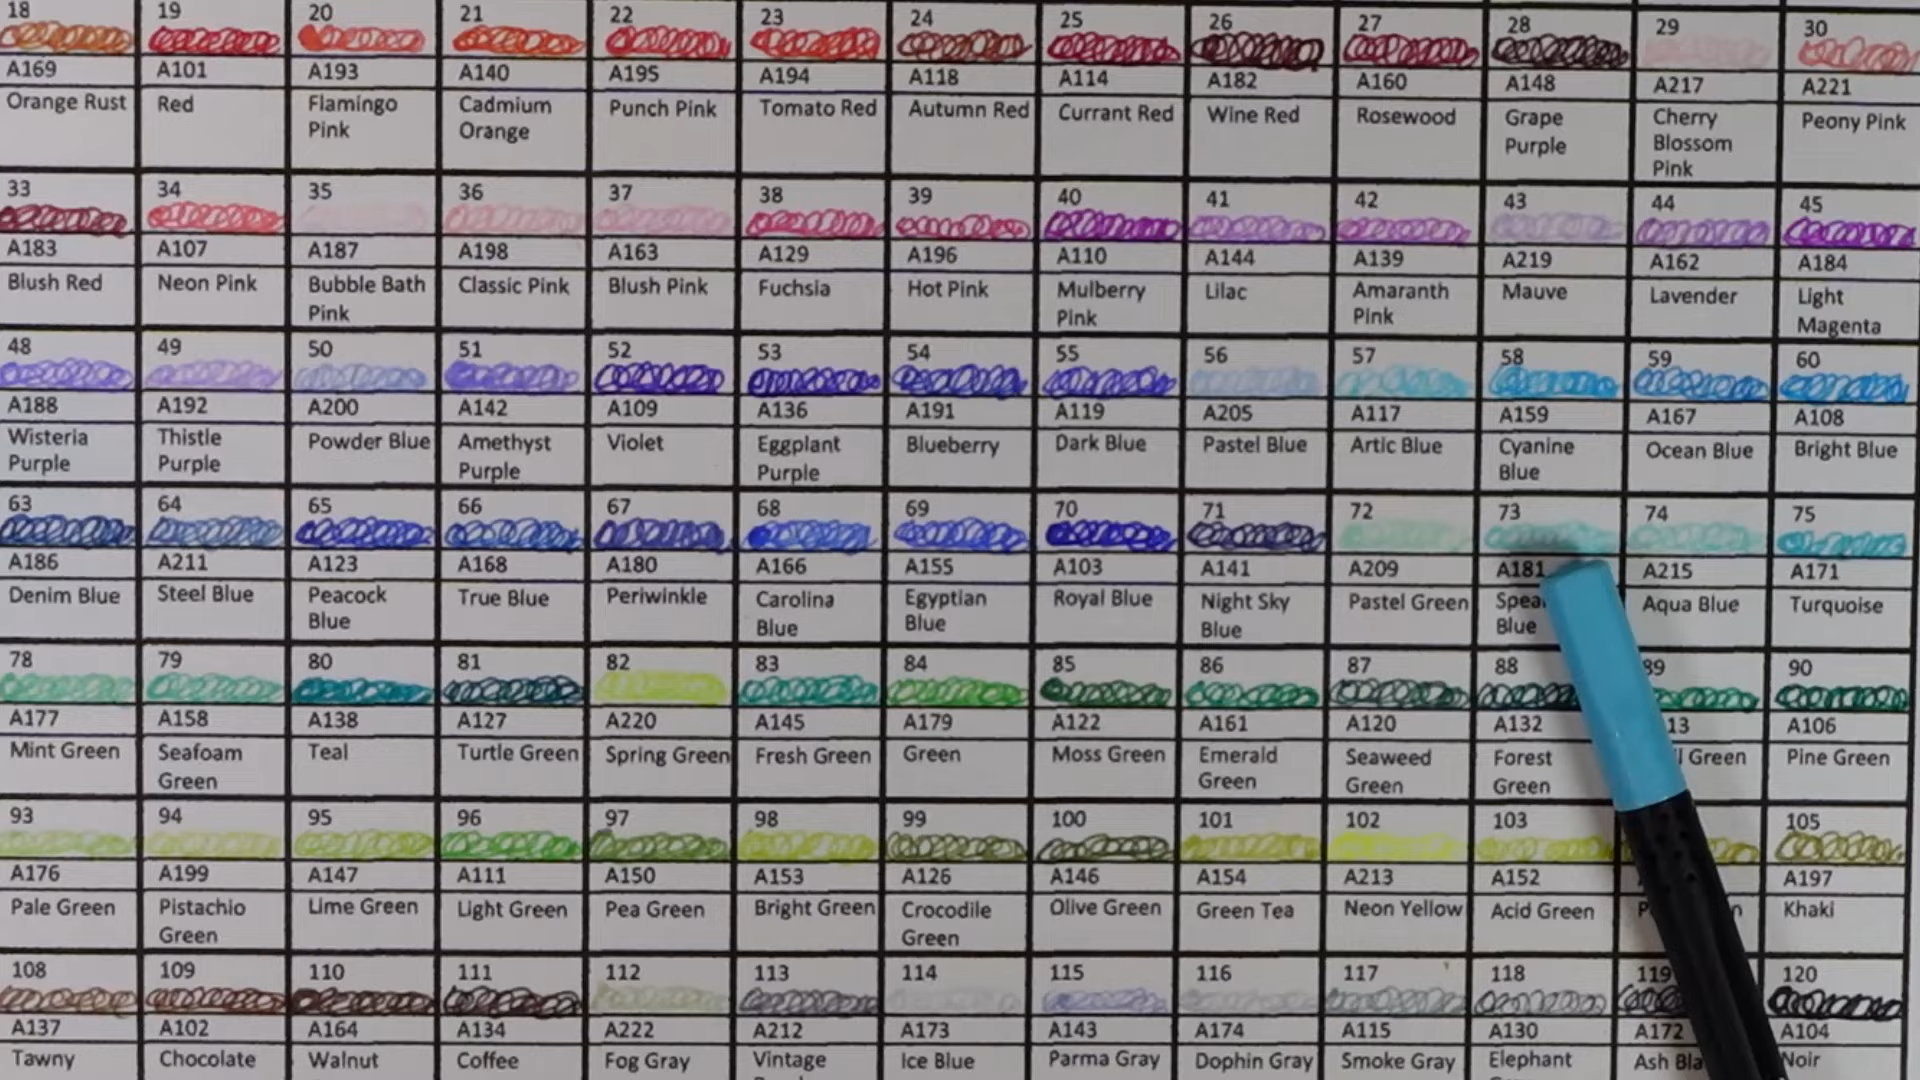 18 19 20 21 22 23 24 25 26 27 28 29 30
A169 A101 A193 A140 A195 A194 A118 A114 A182 A160 A148 A217 A221
Orange Rust Red Flamingo Cadmium Punch Pink Tomato Red Autumn Red Currant Red Wine Red Rosewood Grape Cherry Peony Pink
Pink Orange Purple Blossom
Pink
33 34 35 36 37 38 39 40 41 42 43 44 45
A183 A107 A187 A198 A163 A129 A196 A110 A144 A139 A219 A162 A184
Blush Red Neon Pink Bubble Bath Classic Pink Blush Pink Fuchsia Hot Pink Mulberry Lilac Amaranth Mauve Lavender Light
Pink Pink Pink Magenta
48 49 50 51 52 53 54 55 56 57 58 59 60
A188 A192 A200 A142 A109 A136 A191 A119 A205 A117 A159 A167 A108
Wisteria Thistle Powder Blue Amethyst Violet Eggplant Blueberry Dark Blue Pastel Blue Artic Blue Cyanine Ocean Blue Bright Blue
Purple Purple Purple Purple Blue
63 64 65 66 67 68 69 70 71 72 73 74 75
A186 A211 A123 A168 A180 A166 A155 A103 A141 A209 A181 A215 A171
Denim Blue Steel Blue Peacock True Blue Periwinkle Carolina Egyptian Royal Blue Night Sky Pastel Green Aqua Blue Turquoise
Blue Blue Blue Blue Blue
78 79 80 81 82 83 84 85 86 87 88 89 90
A177 A158 A138 A127 A220 A145 A179 A122 A161 A120 A132 13 A106
Mint Green Seafoam Teal Turtle Green Spring Green Fresh Green Green Moss Green Emerald Seaweed Forest Green Pine Green
Green Green Green Green
93 94 95 96 97 98 99 100 101 102 103 105
A176 A199 A147 A111 A150 A153 A126 A146 A154 A213 A152 A197
Pale Green Pistachio Lime Green Light Green Pea Green Bright Green Crocodile Olive Green Green Tea Neon Yellow Acid Green Khaki
Green Green
108 109 110 111 112 113 114 115 116 117 118 119 120
A137 A102 A164 A134 A222 A212 A173 A143 A174 A115 A130 A172 A104
Tawny Chocolate Walnut Coffee Fog Gray Vintage Ice Blue Parma Gray Dophin Gray Smoke Gray Elephant Ash Noir